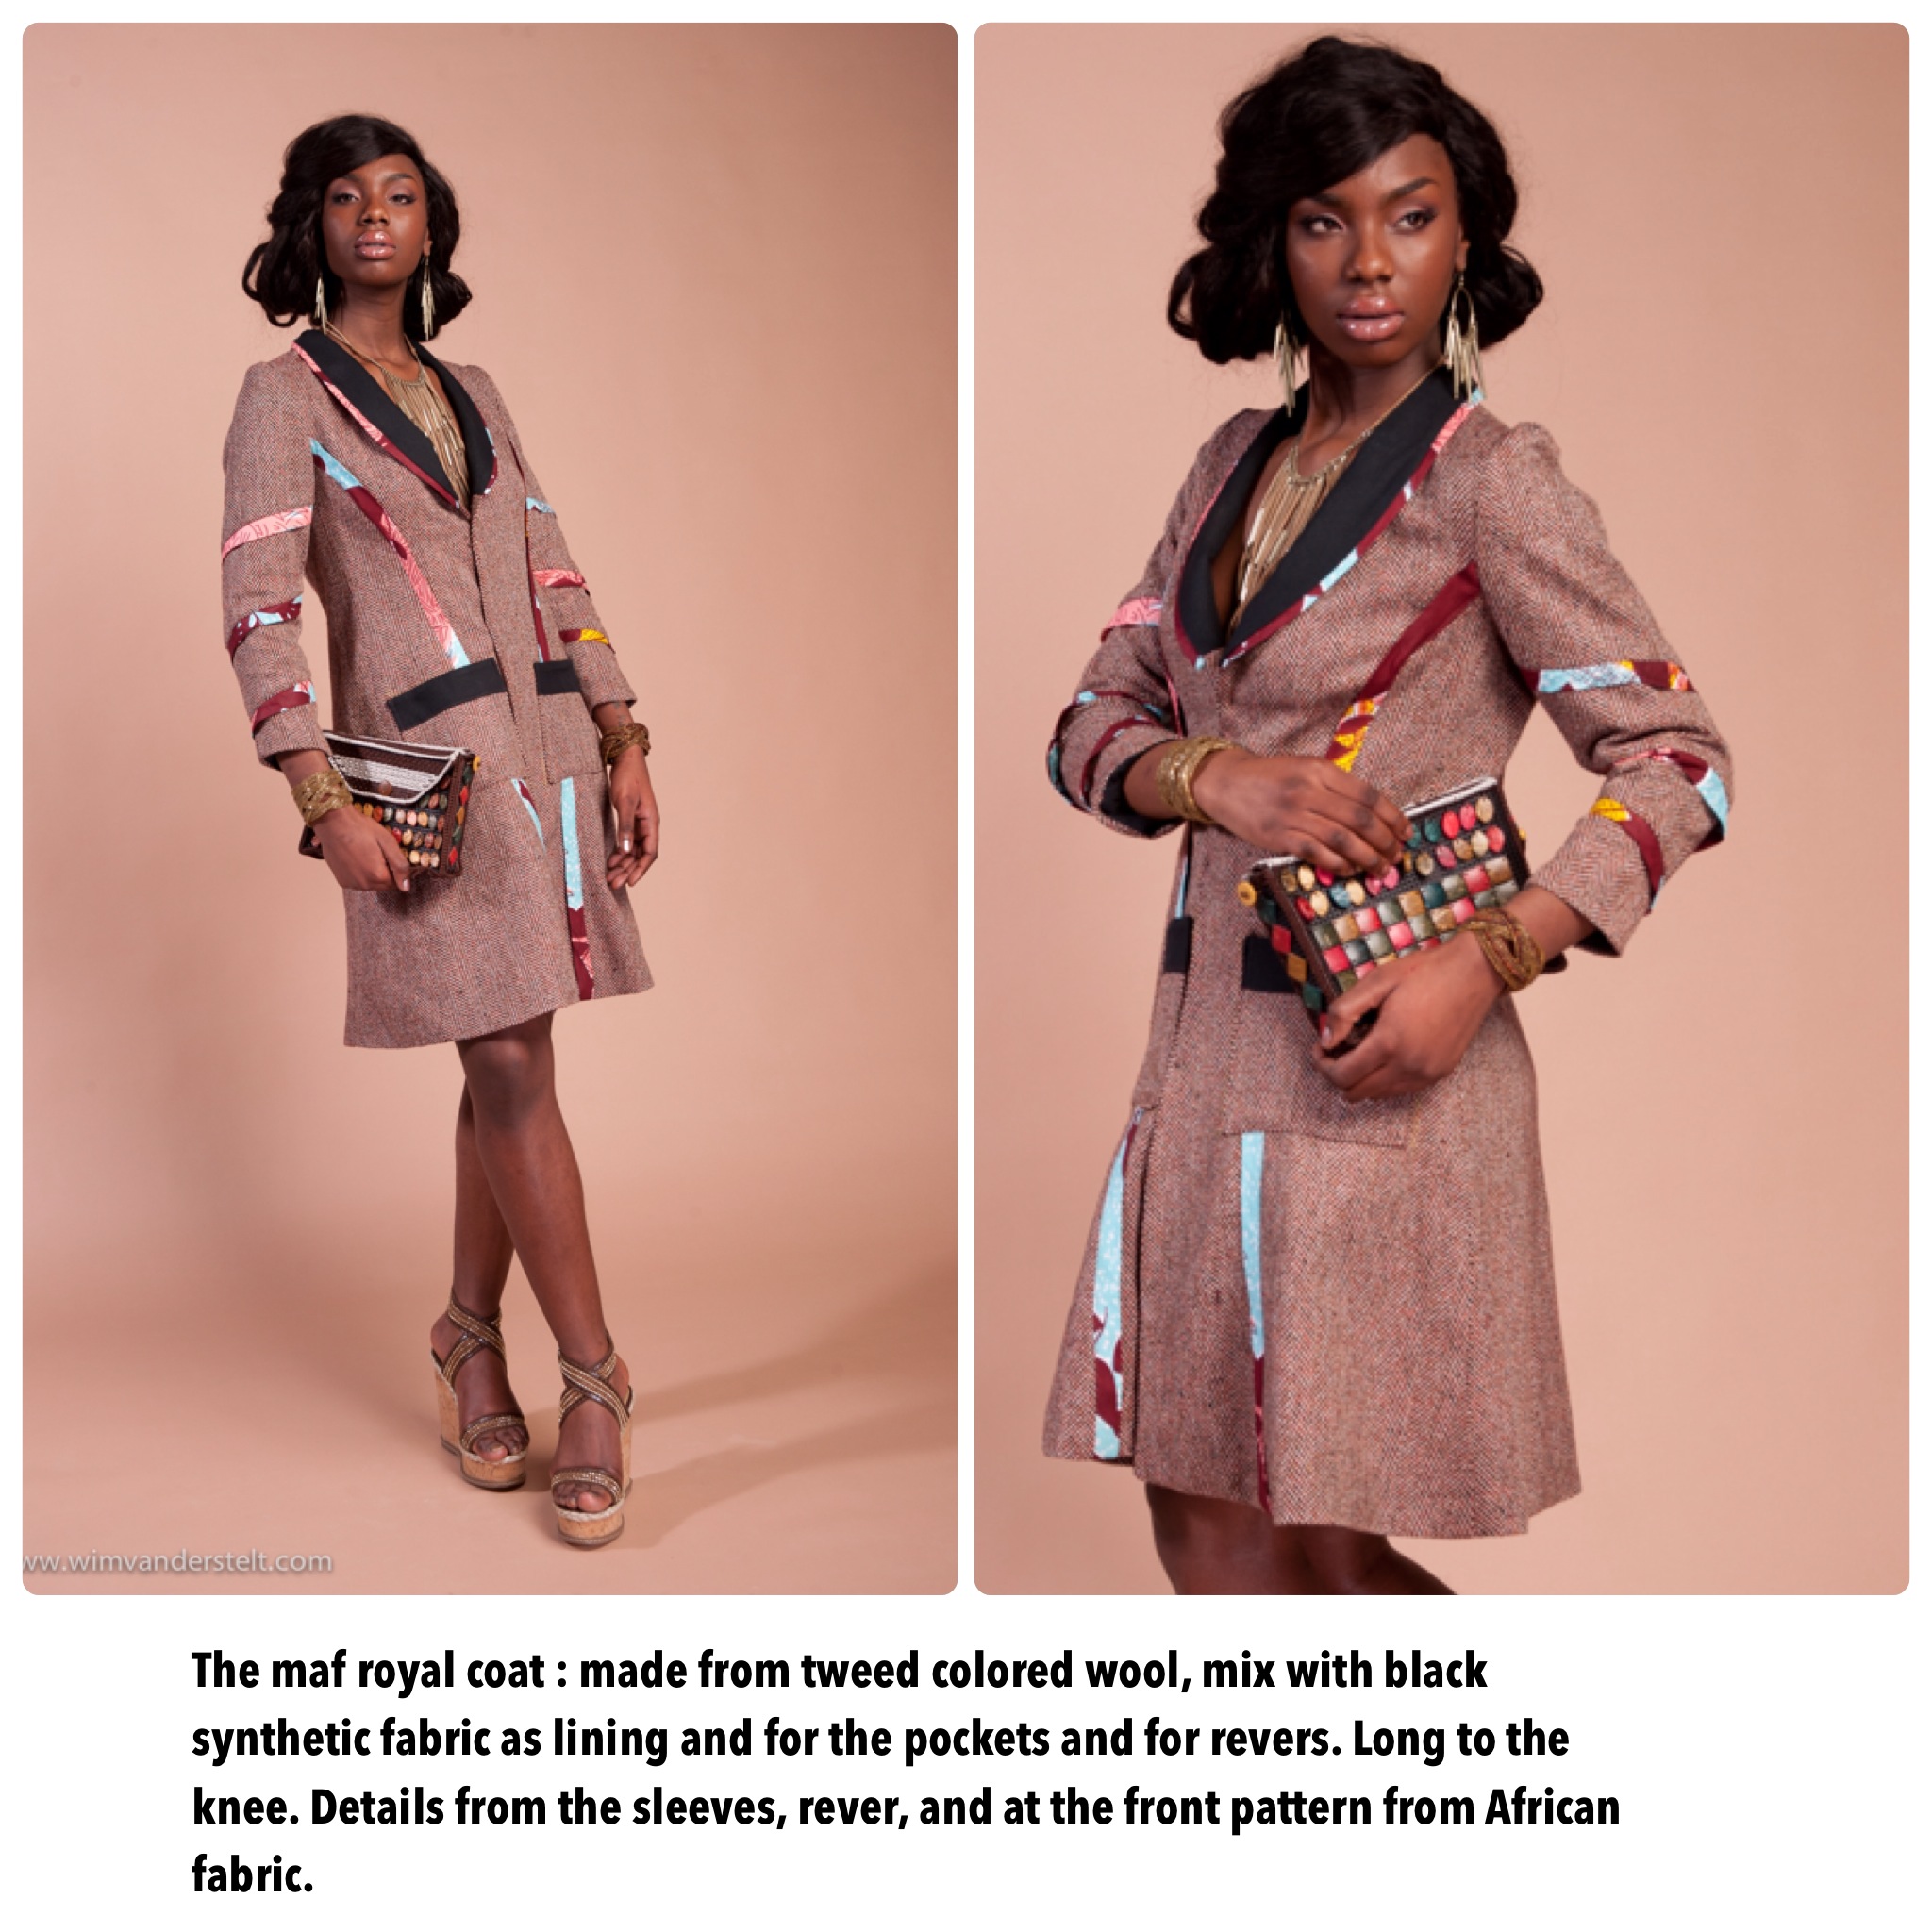 ww.wimvanderstelt.com
The maf royal coat : made from tweed colored wool, mix with black
synthetic fabric as lining and for the pockets and for revers. Long to the
knee. Details from the sleeves, rever, and at the front pattern from African
fabric.